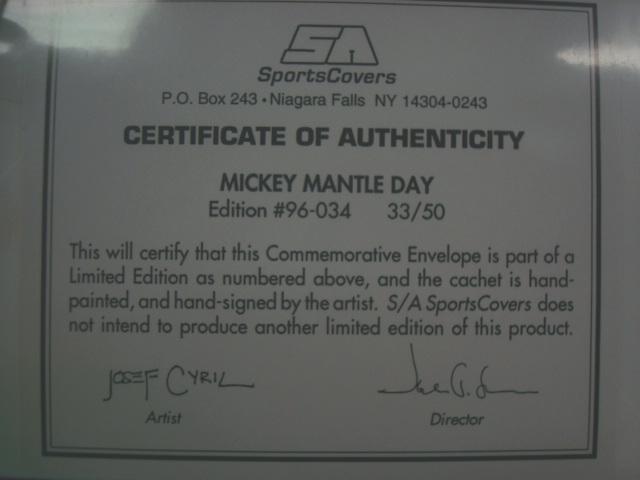 SA
SportsCovers
P.O. Box 243 • Niagara Falls NY 14304-0243
CERTIFICATE OF AUTHENTICITY
MICKEY MANTLE DAY
Edition #96-034 33/50
This will certify that this Commemorative Envelope is part of a
Limited Edition as numbered above, and the cachet is hand-
painted, and hand-signed by the artist. S/A SportsCovers does
not intend to produce another limited edition of this product.
JOSEF CYRIL
Artist
Director